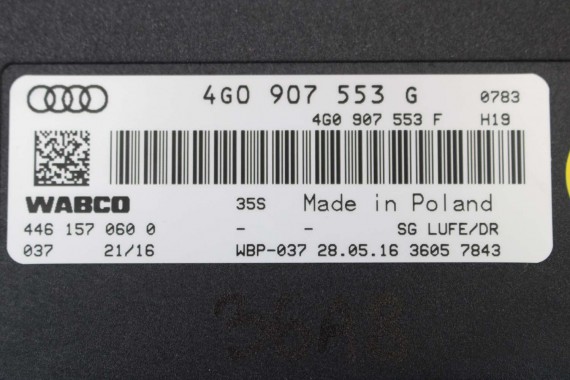 4G0 907 553 G 0783
4G0 907 553 F H19
WABCO 35S Made in Poland
446 157 060 0 - - SG LUFE/DR
037 21/16 WBP-037 28.05.16 3605 7843